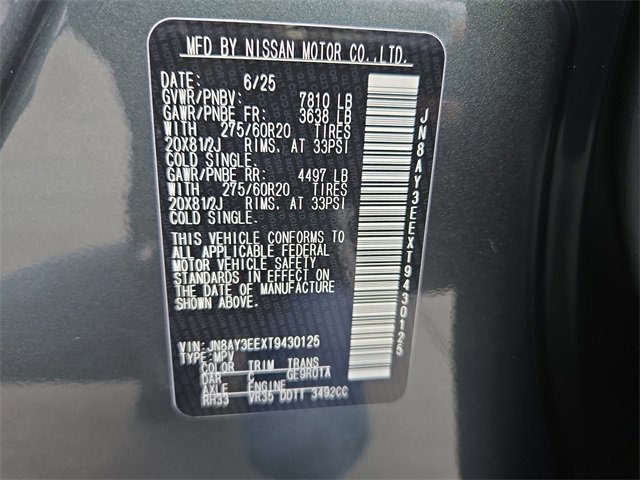 MFD BY NISSAN MOTOR CO.,LTD.
DATE: 6/25
GVWR/PNBV: 7810 LB
GAWR/PNBE FR: 3638 LB
WITH 275/60R20 TIRES
20X81/2J RIMS. AT 33PSI
COLD SINGLE.
GAWR/PNBE RR: 4497 LB
WITH 275/60R20 TIRES
20X81/2J RIMS. AT 33PSI
COLD SINGLE.
THIS VEHICLE CONFORMS TO
ALL APPLICABLE FEDERAL
MOTOR VEHICLE SAFETY
STANDARDS IN EFFECT ON
THE DATE OF MANUFACTURE
SHOWN ABOVE.
VIN: JN8AY3EEXT9430125
TYPE: MPV
COLOR TRIM TRANS
DAR C GE9R01A
AXLE ENGINE
RH33 VR35 DDTT 3492CC
JN8AY3EEXT9430125